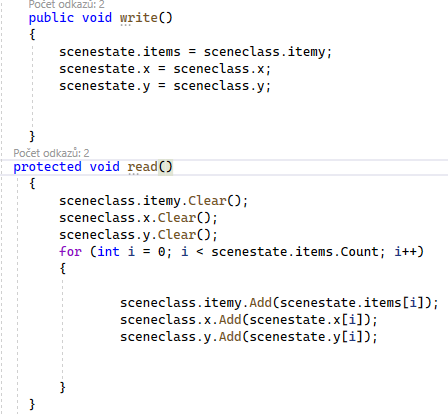 Počet odkazů: 2
public void write()
{
scenestate.items = sceneclass.itemy;
scenestate.x = sceneclass.x;
scenestate.y = sceneclass.y;
}
Počet odkazů: 2
protected void read()
{
sceneclass.itemy.Clear();
sceneclass.x.Clear();
sceneclass.y.Clear();
for (int i = 0; i < scenestate.items.Count; i++)
{
sceneclass.itemy.Add(scenestate.items[i]);
sceneclass.x.Add(scenestate.x[i]);
sceneclass.y.Add(scenestate.y[i]);
}
}